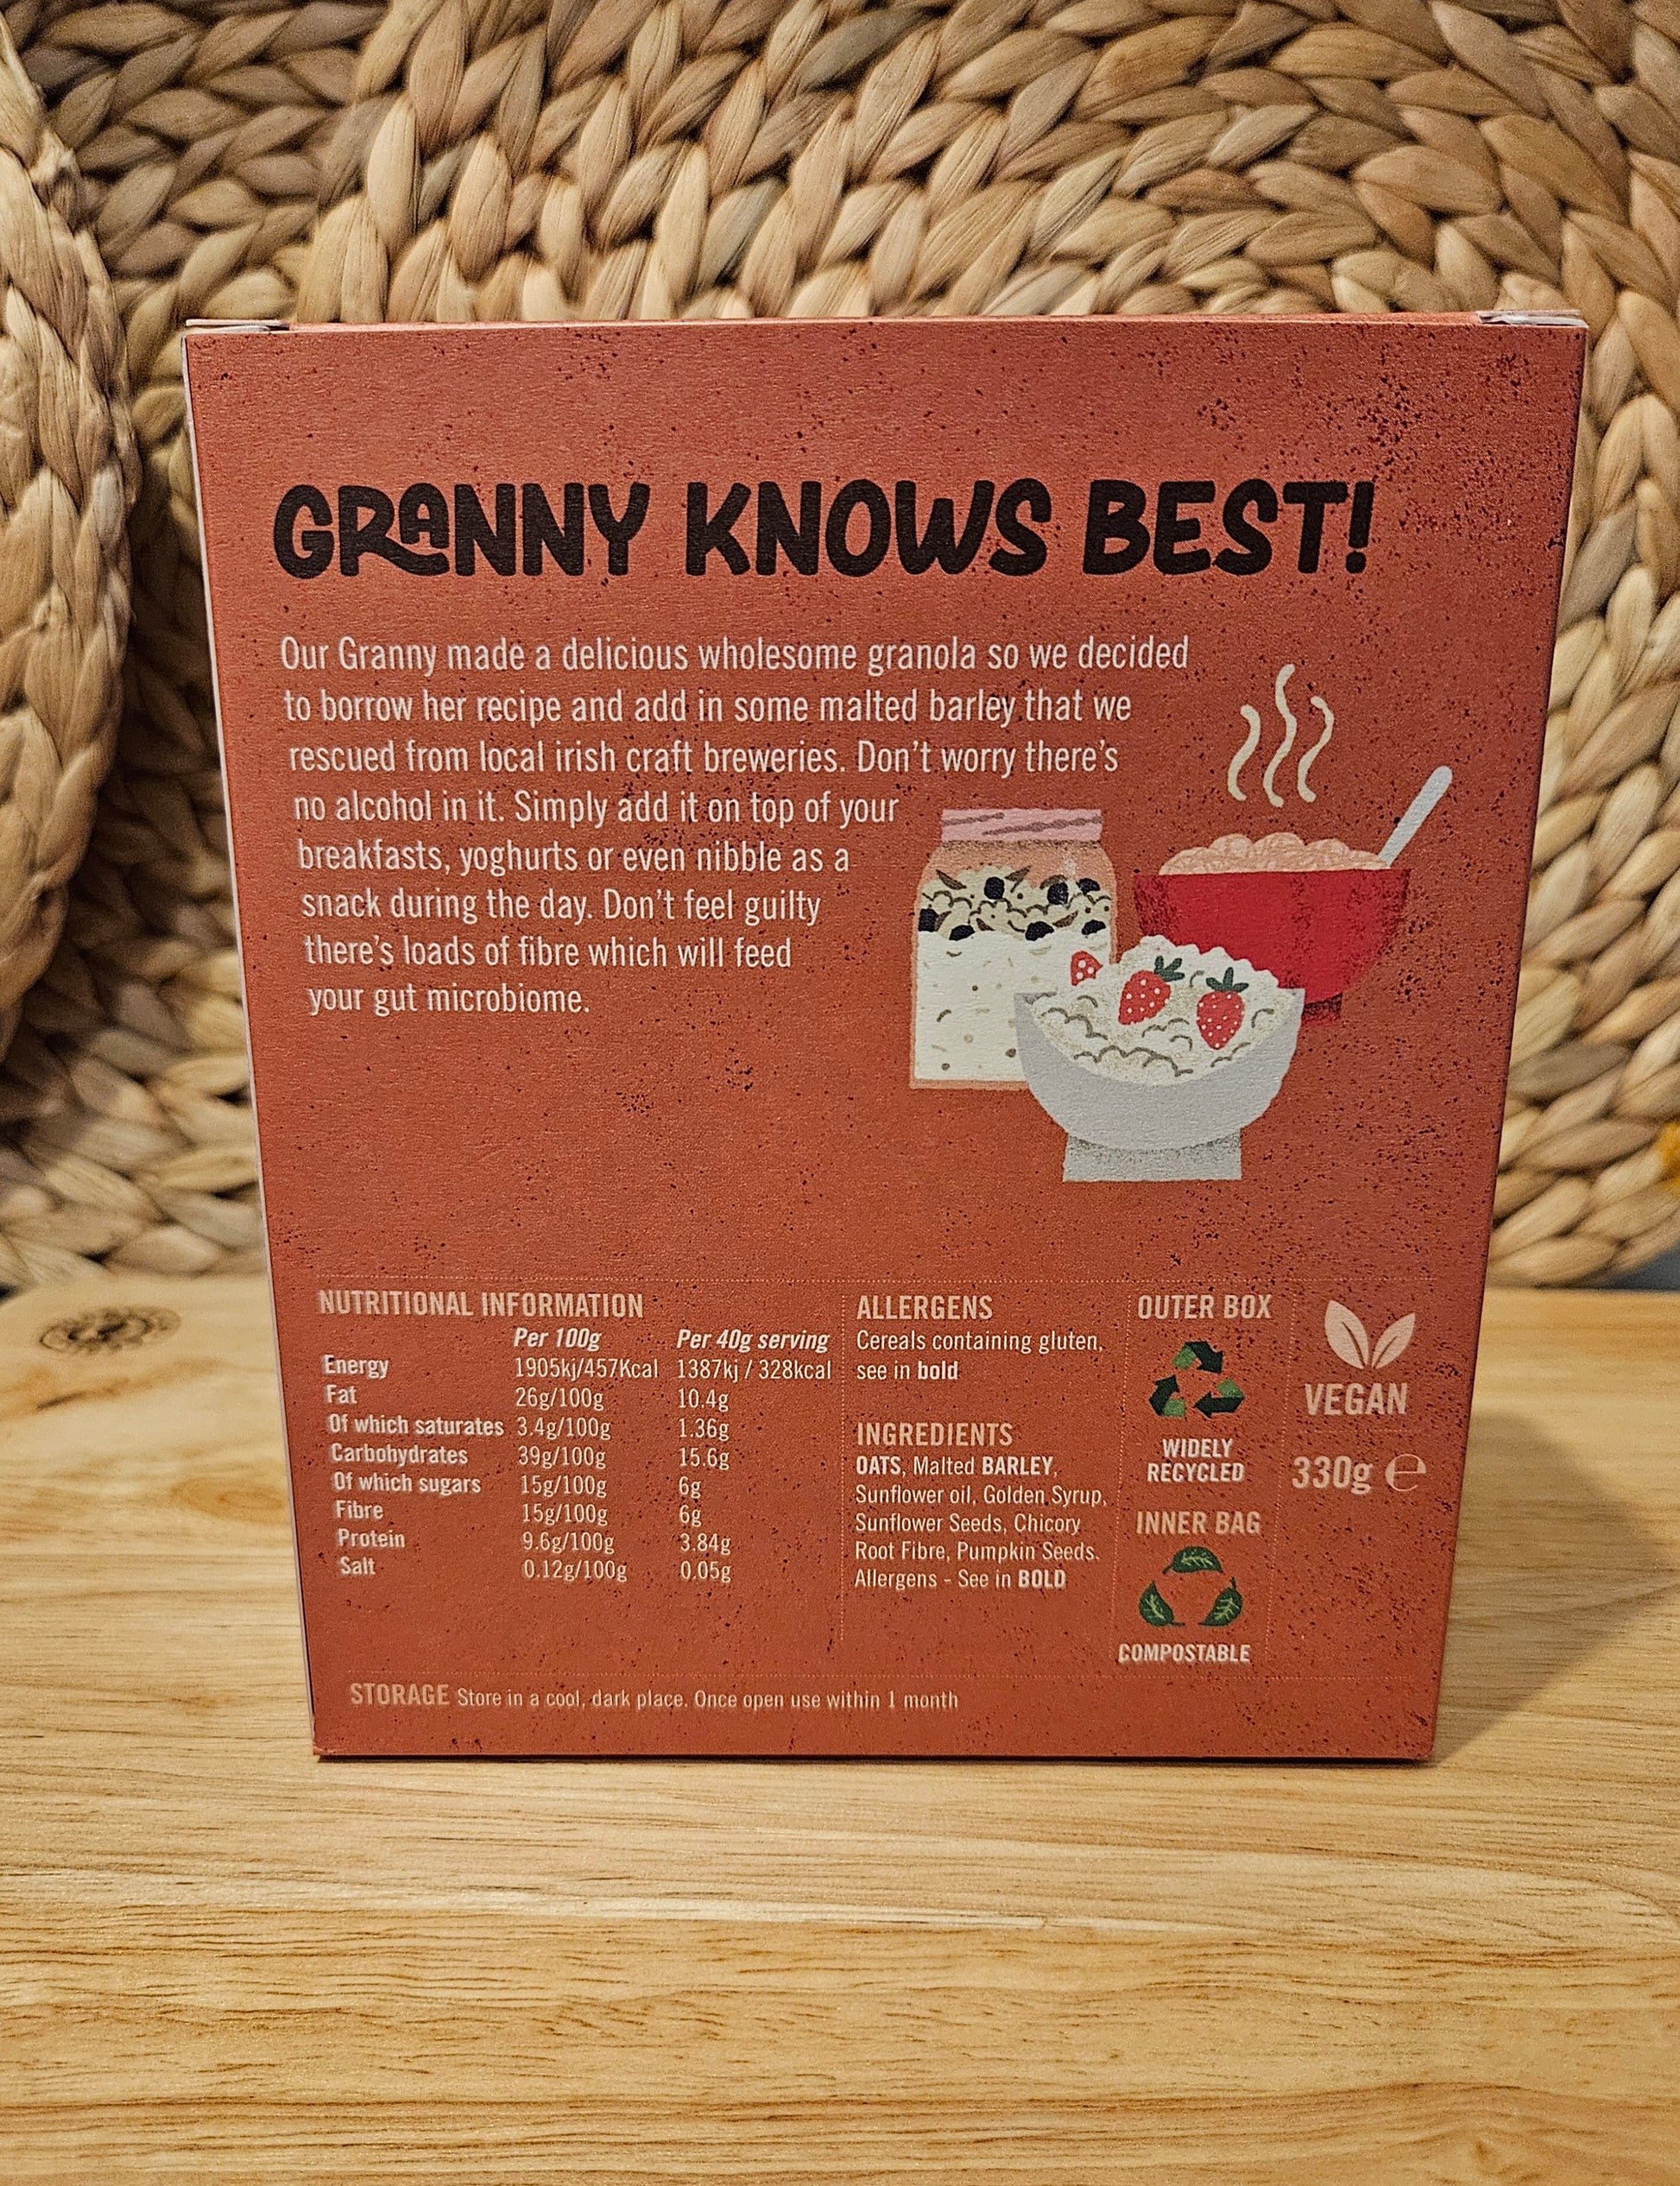 GRANNY KNOWS BEST!
Our Granny made a delicious wholesome granola so we decided
to borrow her recipe and add in some malted barley that we
rescued from local irish craft breweries. Don't worry there's
no alcohol in it. Simply add it on top of your
breakfasts, yoghurts or even nibble as a
snack during the day. Don't feel guilty
there's loads of fibre which will feed
your gut microbiome.
NUTRITIONAL INFORMATION
Per 100g Per 40g serving
Energy 1905kj/457Kcal 1387kj / 328kcal
Fat 26g/100g 10.4g
Of which saturates 3.4g/100g 1.36g
Carbohydrates 39g/100g 15.6g
Of which sugars 15g/100g 6g
Fibre 15g/100g 6g
Protein 9.6g/100g 3.84g
Salt 0.12g/100g 0.05g
ALLERGENS
Cereals containing gluten,
see in bold
INGREDIENTS
OATS, Malted BARLEY,
Sunflower oil, Golden Syrup,
Sunflower Seeds, Chicory
Root Fibre, Pumpkin Seeds.
Allergens - See in BOLD
OUTER BOX
WIDELY
RECYCLED
INNER BAG
COMPOSTABLE
VEGAN
330g ℮
STORAGE Store in a cool, dark place. Once open use within 1 month